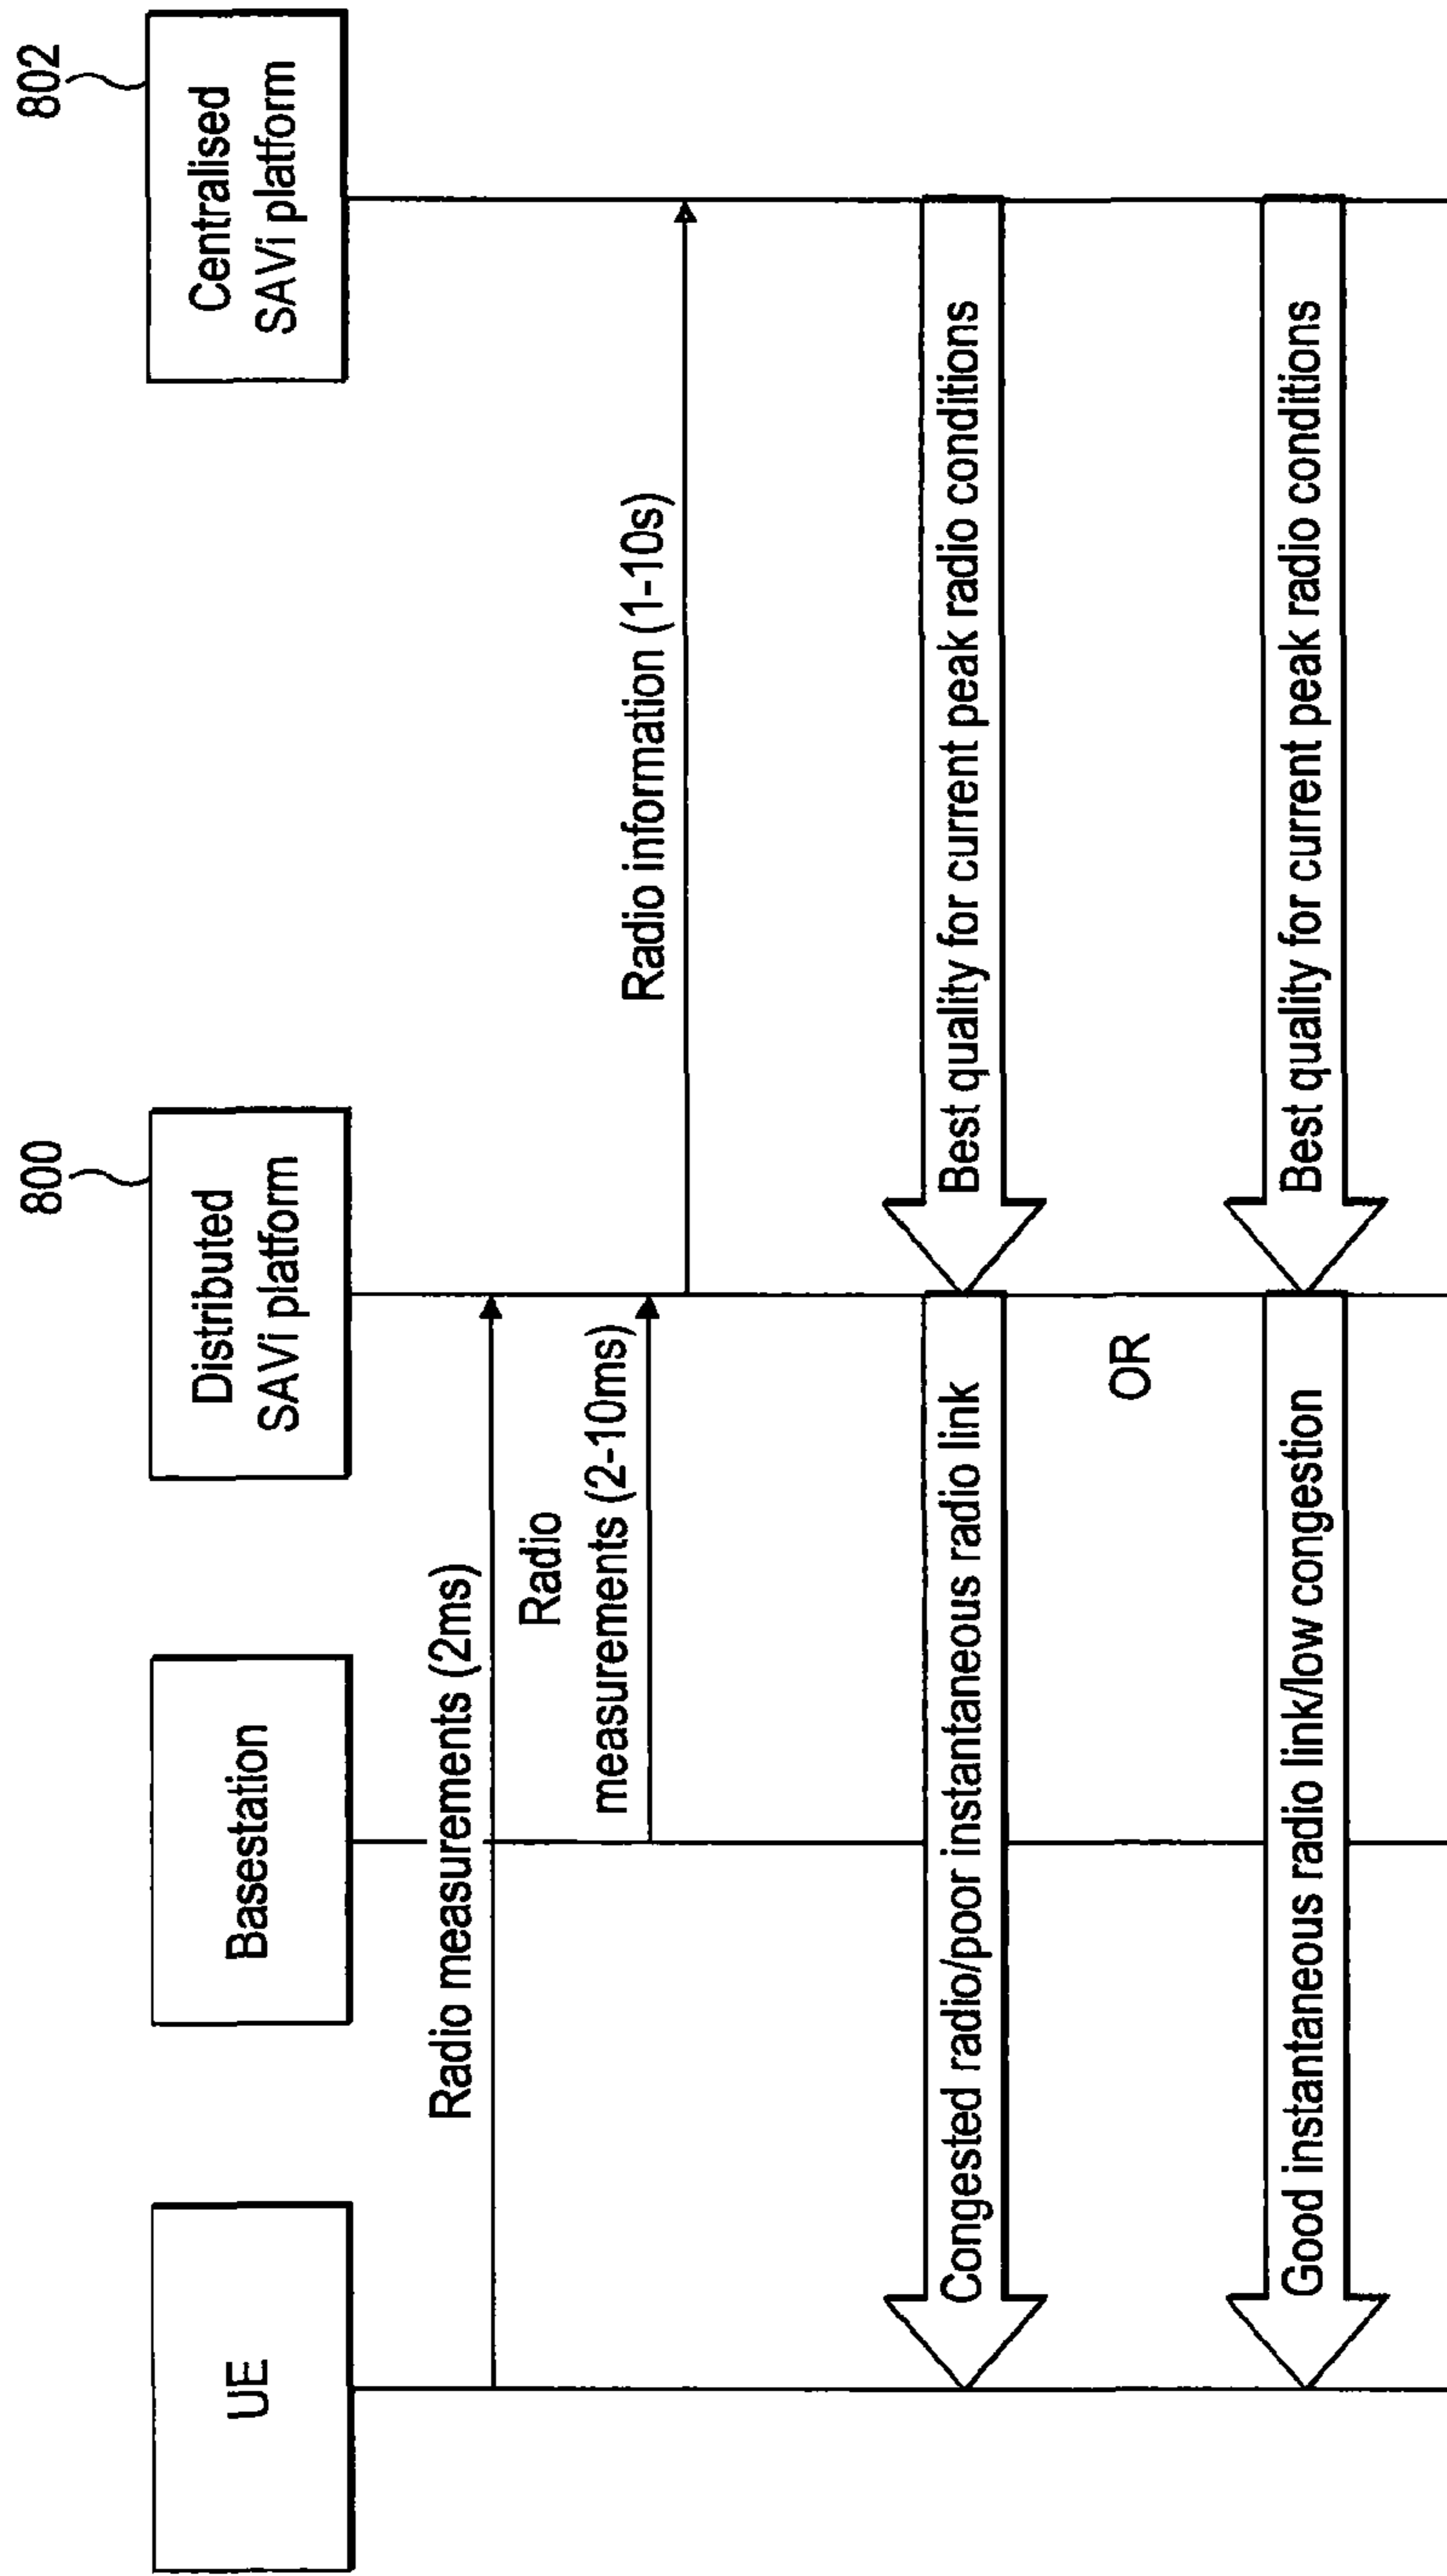 UE
Basestation
800
Distributed
SAVi platform
802
Centralised
SAVi platform
Radio measurements (2ms)
Radio
measurements (2-10ms)
Radio information (1-10s)
Congested radio/poor instantaneous radio link
Best quality for current peak radio conditions
OR
Good instantaneous radio link/low congestion
Best quality for current peak radio conditions